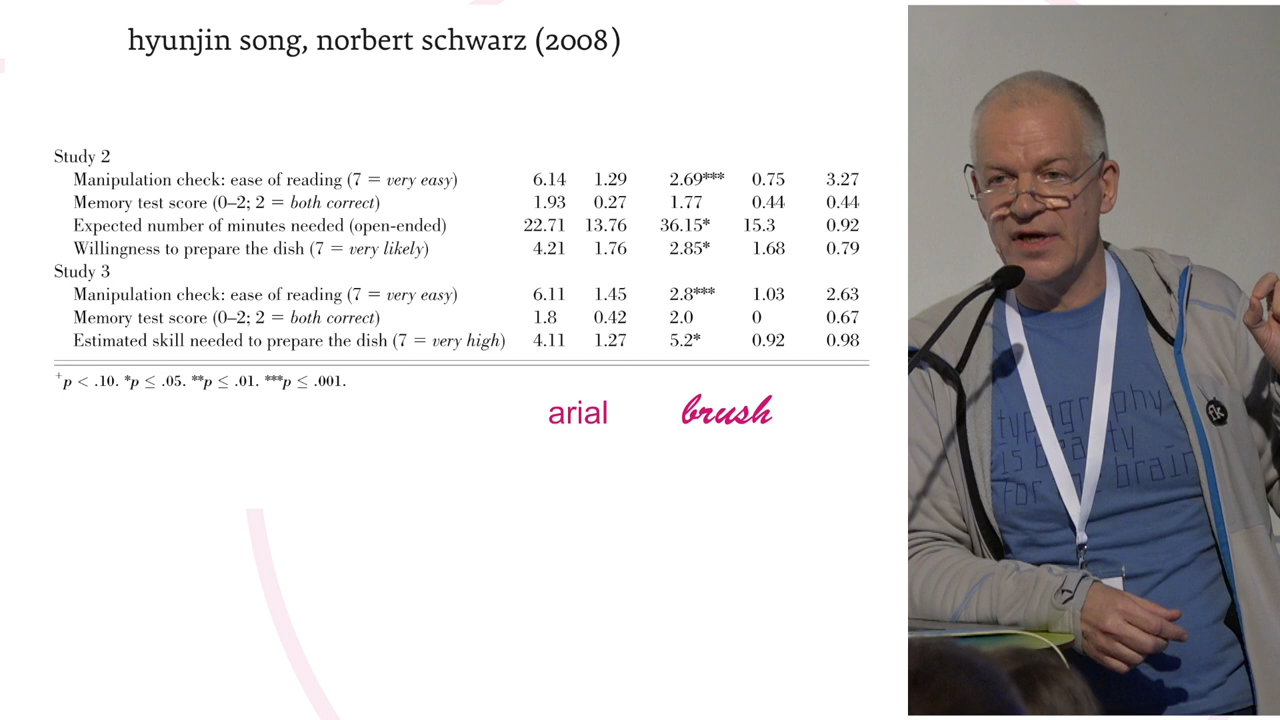 hyunjin song, norbert schwarz (2008)
Study 2
Manipulation check: ease of reading (7 = very easy) 6.14 1.29 2.69*** 0.75 3.27
Memory test score (0–2; 2 = both correct) 1.93 0.27 1.77 0.44 0.44
Expected number of minutes needed (open-ended) 22.71 13.76 36.15* 15.3 0.92
Willingness to prepare the dish (7 = very likely) 4.21 1.76 2.85* 1.68 0.79
Study 3
Manipulation check: ease of reading (7 = very easy) 6.11 1.45 2.8*** 1.03 2.63
Memory test score (0–2; 2 = both correct) 1.8 0.42 2.0 0 0.67
Estimated skill needed to prepare the dish (7 = very high) 4.11 1.27 5.2* 0.92 0.98
+p < .10. *p ≤ .05. **p ≤ .01. ***p ≤ .001.
arial brush
typography
is beauty
for brain
fk